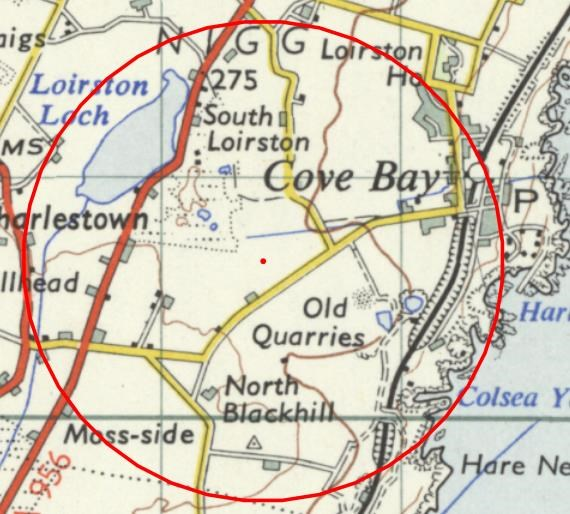 aigs
N I G G
Loirston
Ho
Loirston
Loch
275
South
Loirston
MS
Cove Bay
P
harlestown
llhead
Old
Quarries
Harl
North
Blackhill
Colsea Y
Moss-side
Hare Ne
956